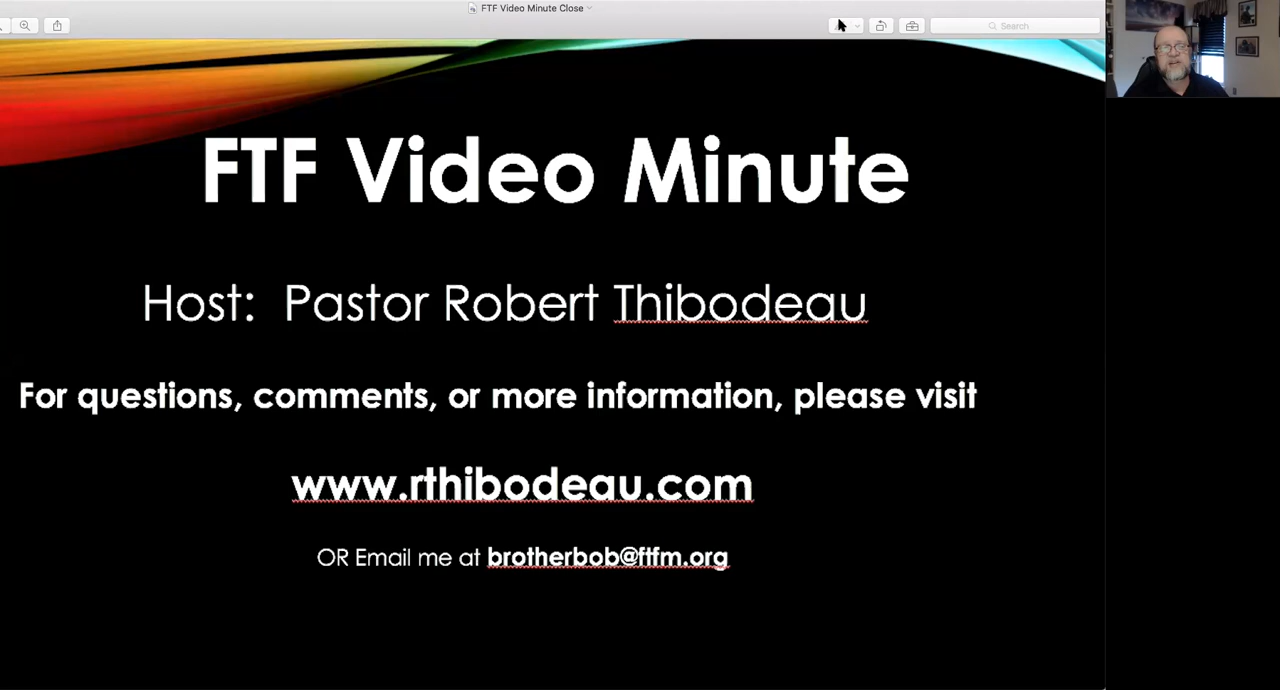 FTF Video Minute Close
Search
FTF Video Minute
Host: Pastor Robert Thibodeau
For questions, comments, or more information, please visit
www.rthibodeau.com
OR Email me at brotherbob@ftfm.org